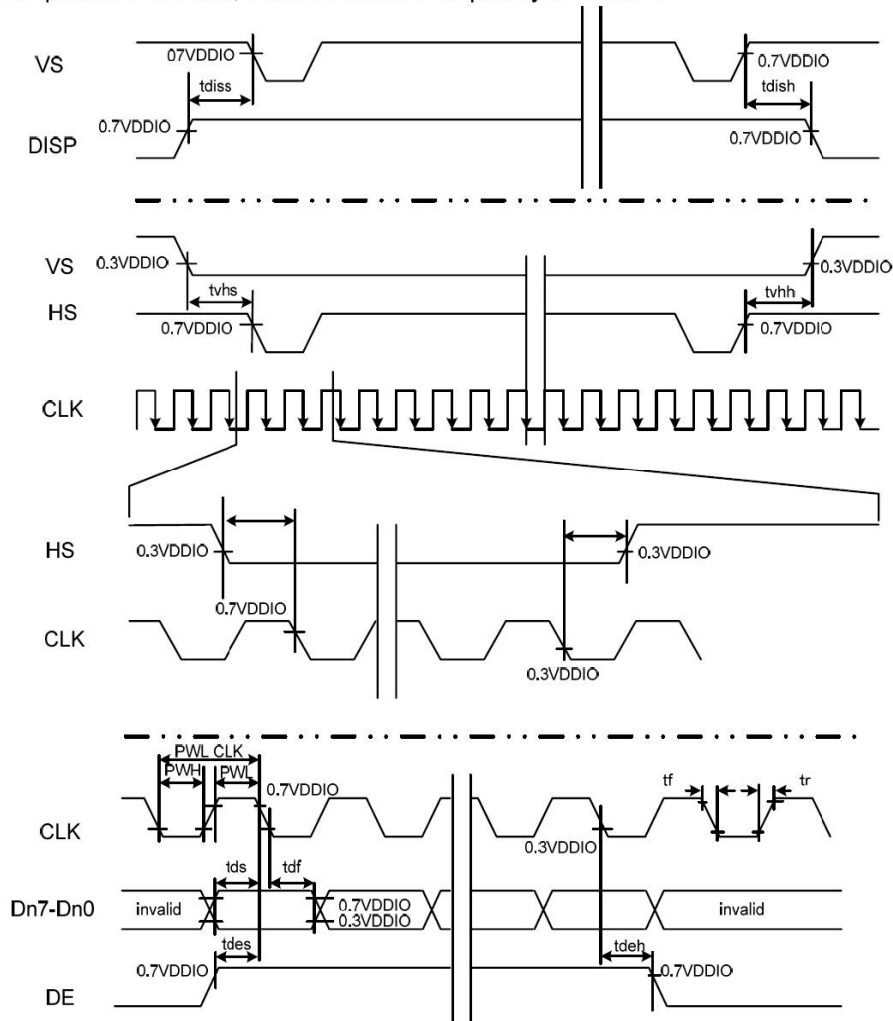 VS
07VDDIO
0.7VDDIO
tdiss
tdish
0.7VDDIO
0.7VDDIO
DISP
VS
0.3VDDIO
0.3VDDIO
tvhs
tvhh
HS
0.7VDDIO
0.7VDDIO
CLK
HS
0.3VDDIO
0.3VDDIO
0.7VDDIO
CLK
0.3VDDIO
PWL CLK
PWH
PWL
0.7VDDIO
tf
tr
CLK
0.3VDDIO
tds
tdf
Dn7-Dn0
invalid
0.7VDDIO
0.3VDDIO
invalid
tdes
tdeh
0.7VDDIO
0.7VDDIO
DE